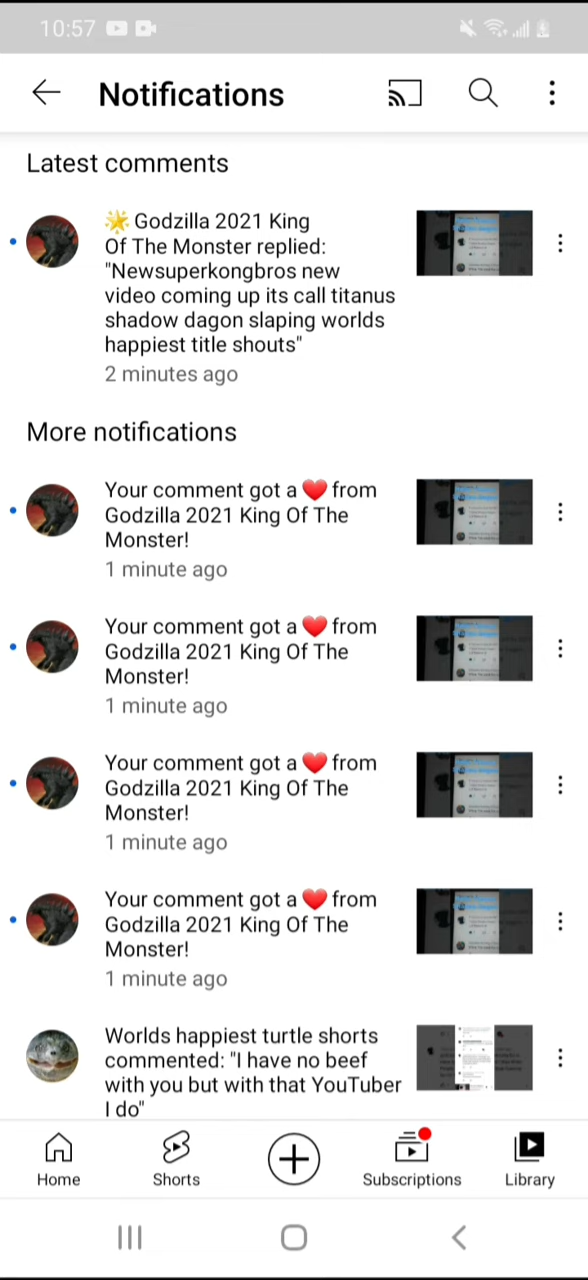 10:57
Notifications
Latest comments
🌟 Godzilla 2021 King
Of The Monster replied:
"Newsuperkongbros new
video coming up its call titanus
shadow dagon slaping worlds
happiest title shouts"
2 minutes ago
More notifications
Your comment got a ❤️ from
Godzilla 2021 King Of The
Monster!
1 minute ago
Your comment got a ❤️ from
Godzilla 2021 King Of The
Monster!
1 minute ago
Your comment got a ❤️ from
Godzilla 2021 King Of The
Monster!
1 minute ago
Your comment got a ❤️ from
Godzilla 2021 King Of The
Monster!
1 minute ago
Worlds happiest turtle shorts
commented: "I have no beef
with you but with that YouTuber
I do"
Home
Shorts
Subscriptions
Library